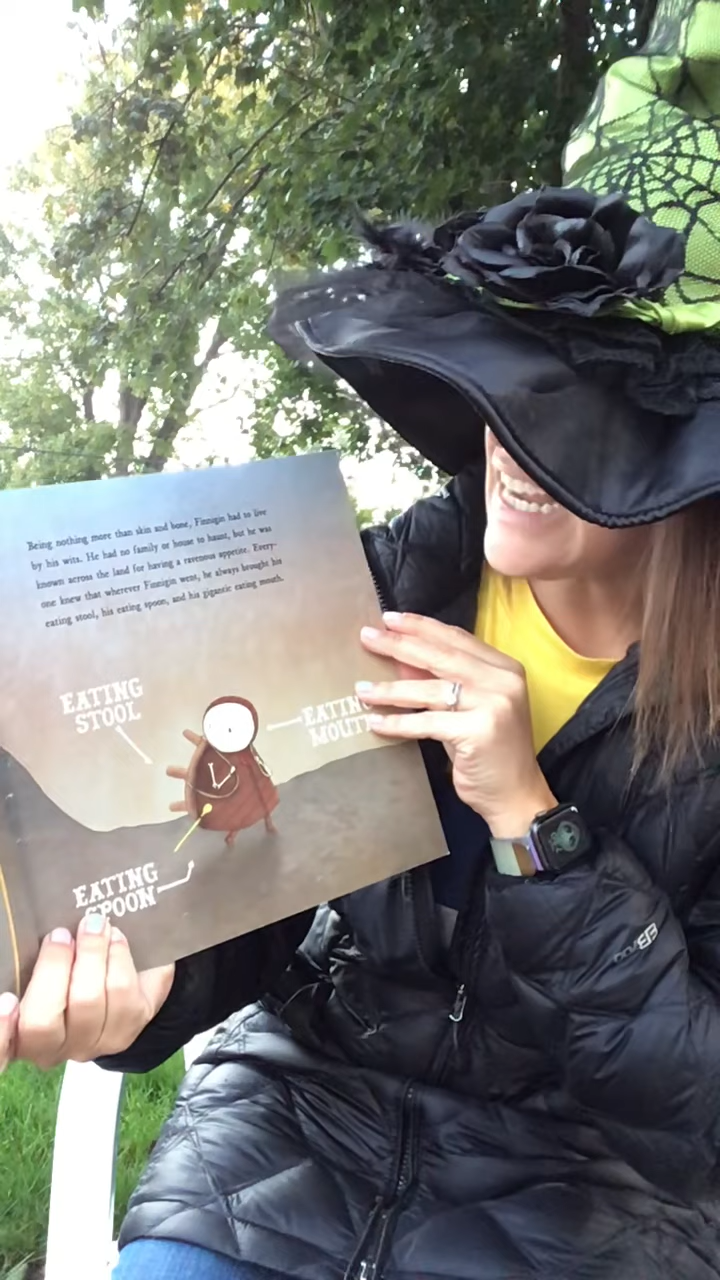 Being nothing more than skin and bone, Finnigin had to live
by his wits. He had no family or house to haunt, but he was
known across the land for having a ravenous appetite. Every-
one knew that wherever Finnigin went, he always brought his
eating stool, his eating spoon, and his gigantic eating mouth.
EATING
STOOL
EATING
MOUTH
EATING
SPOON